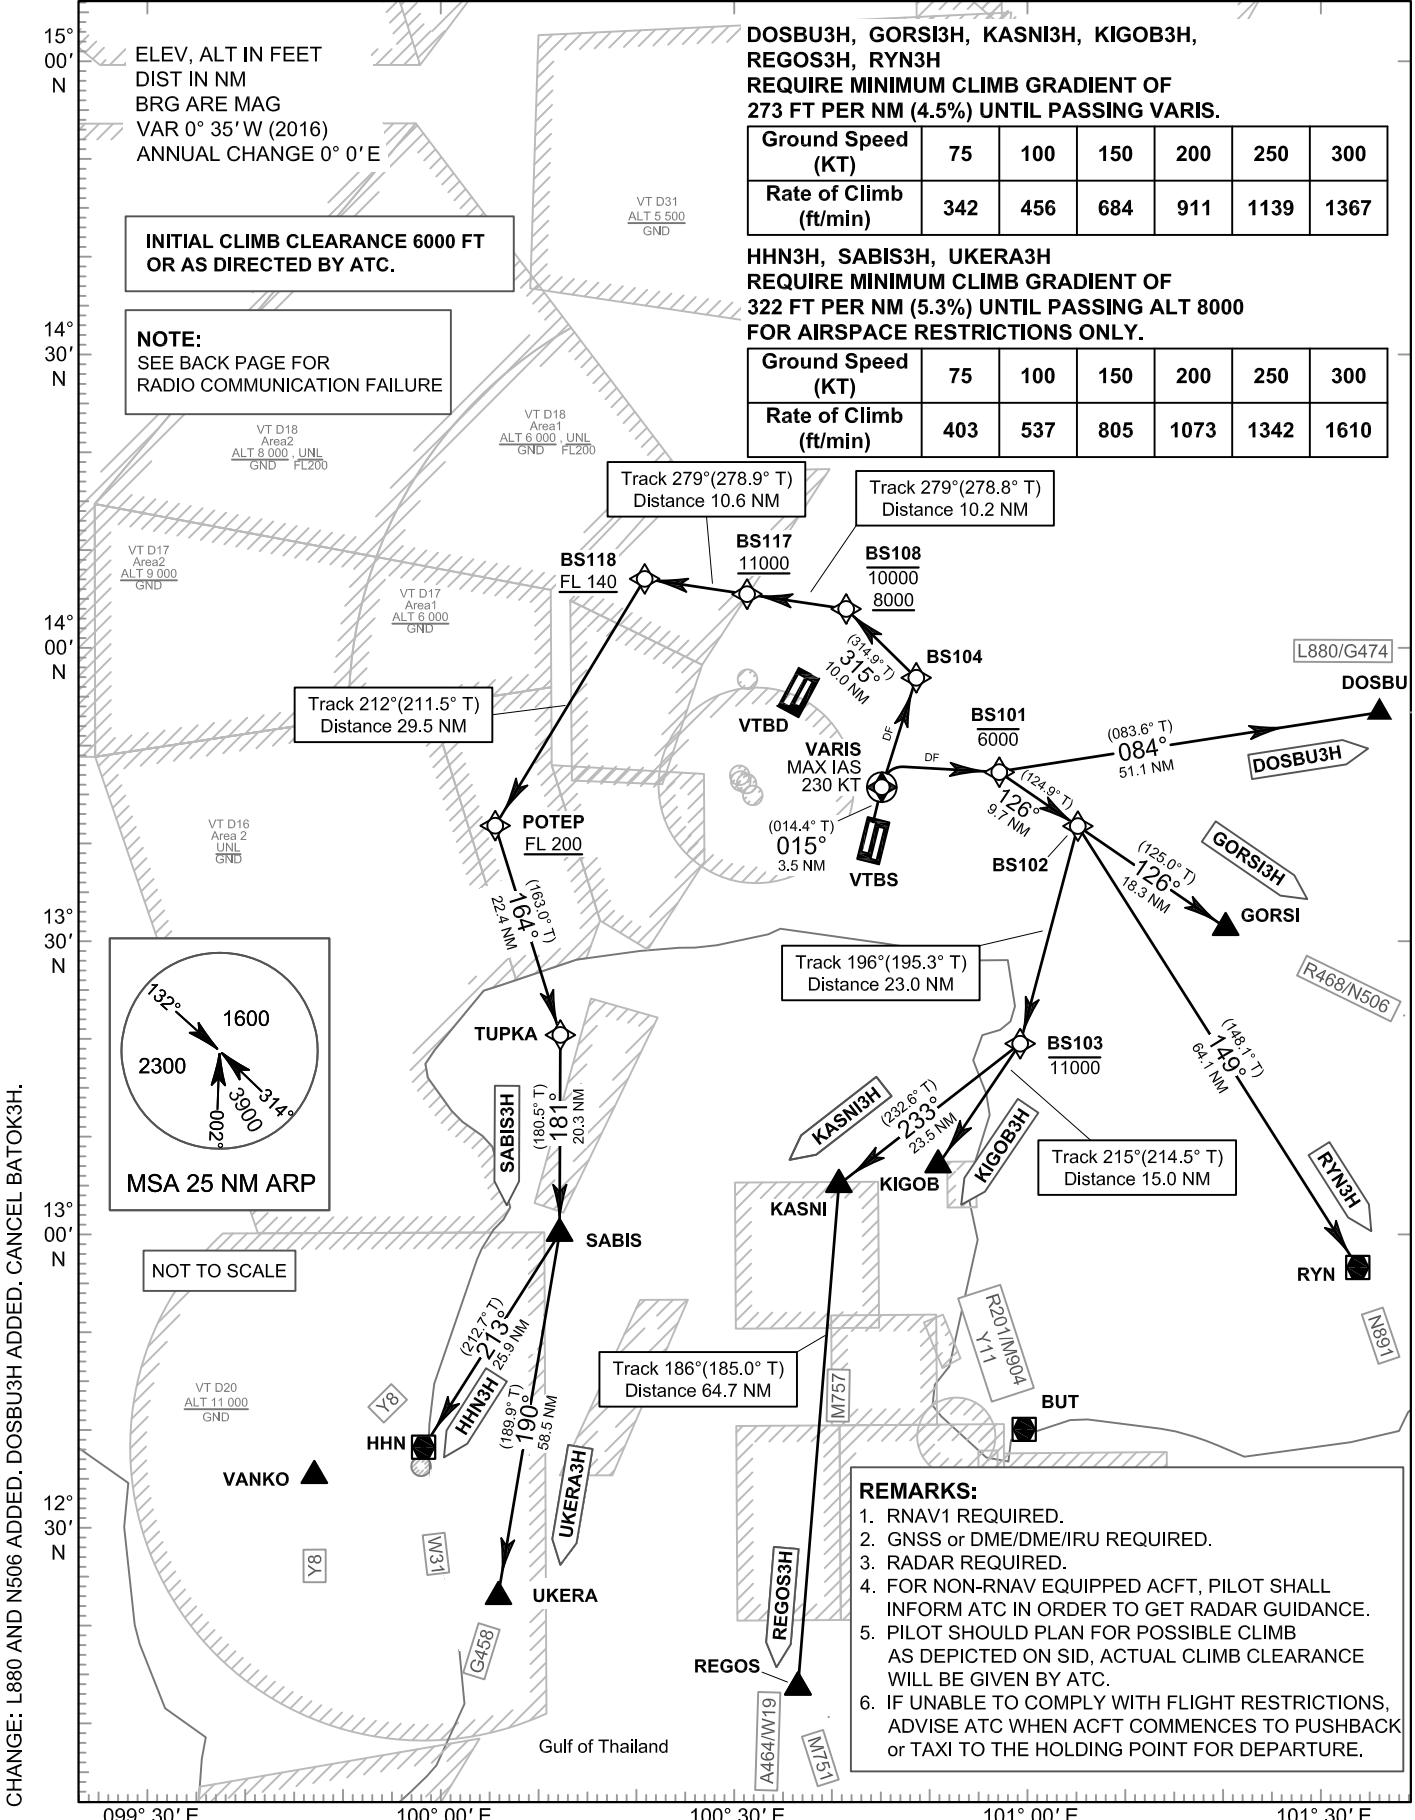 15°
00′
N
ELEV, ALT IN FEET
DIST IN NM
BRG ARE MAG
VAR 0° 35′ W (2016)
ANNUAL CHANGE 0° 0′ E
DOSBU3H, GORSI3H, KASNI3H, KIGOB3H,
REGOS3H, RYN3H
REQUIRE MINIMUM CLIMB GRADIENT OF
273 FT PER NM (4.5%) UNTIL PASSING VARIS.
Ground Speed (KT) 75 100 150 200 250 300
Rate of Climb (ft/min) 342 456 684 911 1139 1367
HHN3H, SABIS3H, UKERA3H
REQUIRE MINIMUM CLIMB GRADIENT OF
322 FT PER NM (5.3%) UNTIL PASSING ALT 8000
FOR AIRSPACE RESTRICTIONS ONLY.
Ground Speed (KT) 75 100 150 200 250 300
Rate of Climb (ft/min) 403 537 805 1073 1342 1610
INITIAL CLIMB CLEARANCE 6000 FT
OR AS DIRECTED BY ATC.
NOTE:
SEE BACK PAGE FOR
RADIO COMMUNICATION FAILURE
VT D31
ALT 5 500
GND
14°
30′
N
VT D18
Area2
ALT 8 000 , UNL
GND FL200
VT D18
Area1
ALT 6 000 , UNL
GND FL200
VT D17
Area2
ALT 9 000
GND
VT D17
Area1
ALT 6 000
GND
Track 279°(278.9° T)
Distance 10.6 NM
Track 279°(278.8° T)
Distance 10.2 NM
BS118
FL 140
BS117
11000
BS108
10000
8000
14°
00′
N
(314.9° T)
315°
10.0 NM
BS104
L880/G474
DOSBU
Track 212°(211.5° T)
Distance 29.5 NM
VTBD
DF
BS101
6000
VARIS
MAX IAS
230 KT
DF
(083.6° T)
084°
51.1 NM
DOSBU3H
(124.9° T)
126°
9.7 NM
POTEP
FL 200
VT D16
Area 2
UNL
GND
(014.4° T)
015°
3.5 NM
VTBS
BS102
(125.0° T)
126°
18.3 NM
GORSI3H
GORSI
13°
30′
N
(163.0° T)
164°
22.4 NM
Track 196°(195.3° T)
Distance 23.0 NM
R468/N506
132°
1600
2300
3900
314°
002°
MSA 25 NM ARP
TUPKA
BS103
11000
(148.1° T)
149°
64.1 NM
SABIS3H
(180.5° T)
181°
20.3 NM
KASNI3H
(232.6° T)
233°
23.5 NM
KIGOB3H
Track 215°(214.5° T)
Distance 15.0 NM
RYN3H
KIGOB
KASNI
13°
00′
N
SABIS
NOT TO SCALE
RYN
R201/M904
Y11
N891
(212.7° T)
213°
25.9 NM
HHN3H
Track 186°(185.0° T)
Distance 64.7 NM
M757
VT D20
ALT 11 000
GND
Y8
HHN
(189.9° T)
190°
58.5 NM
BUT
VANKO
UKERA3H
12°
30′
N
Y8
W31
UKERA
G458
REGOS3H
REGOS
A464/W19
M751
Gulf of Thailand
REMARKS:
1. RNAV1 REQUIRED.
2. GNSS or DME/DME/IRU REQUIRED.
3. RADAR REQUIRED.
4. FOR NON-RNAV EQUIPPED ACFT, PILOT SHALL
INFORM ATC IN ORDER TO GET RADAR GUIDANCE.
5. PILOT SHOULD PLAN FOR POSSIBLE CLIMB
AS DEPICTED ON SID, ACTUAL CLIMB CLEARANCE
WILL BE GIVEN BY ATC.
6. IF UNABLE TO COMPLY WITH FLIGHT RESTRICTIONS,
ADVISE ATC WHEN ACFT COMMENCES TO PUSHBACK
or TAXI TO THE HOLDING POINT FOR DEPARTURE.
CHANGE: L880 AND N506 ADDED. DOSBU3H ADDED. CANCEL BATOK3H.
099° 30′ E
100° 00′ E
100° 30′ E
101° 00′ E
101° 30′ E